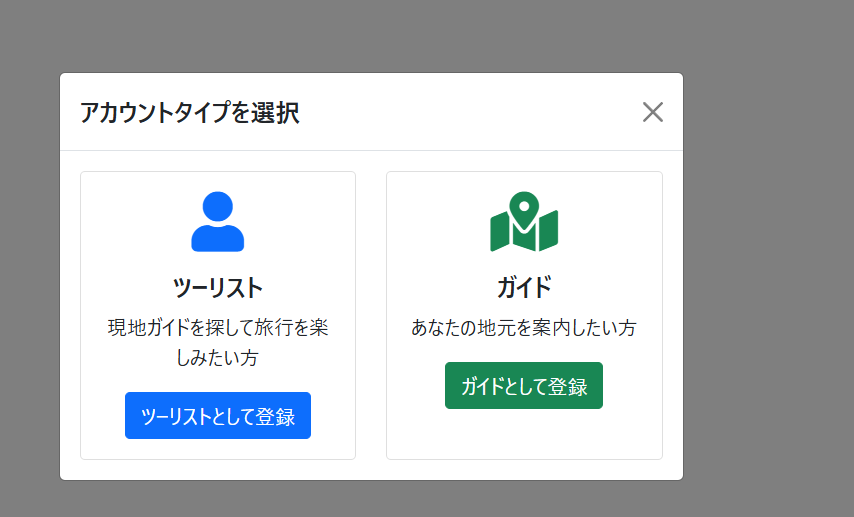 アカウントタイプを選択
ツーリスト
現地ガイドを探して旅行を楽
しみたい方
ツーリストとして登録
ガイド
あなたの地元を案内したい方
ガイドとして登録